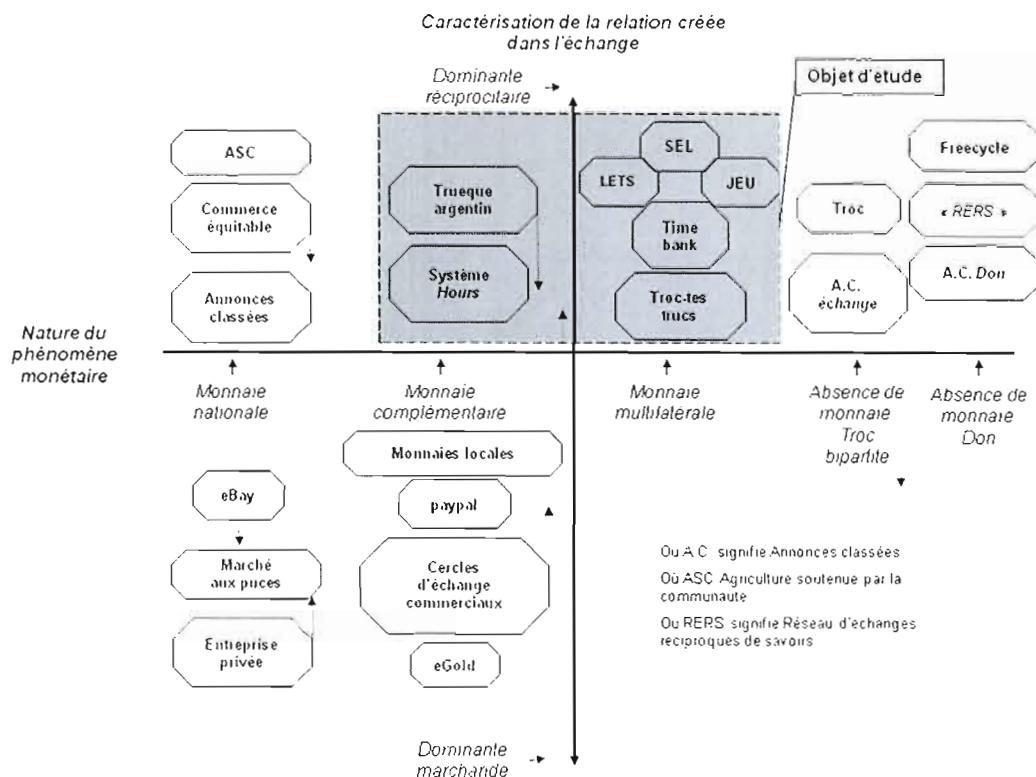 Caractérisation de la relation créée
dans l'échange
Dominante
réciprocitaire
Objet d'étude
ASC
Commerce
équitable
Annonces
classées
Trueque
argentin
Système
Hours
SEL
LETS
JEU
Time
bank
Troc-tes
trucs
Troc
A.C.
échange
Freecycle
« RERS »
A.C. Don
Nature du
phénomène
monétaire
Monnaie
nationale
Monnaie
complémentaire
Monnaie
multilatérale
Absence de
monnaie
Troc
bipartite
Absence de
monnaie
Don
eBay
Marché
aux puces
Entreprise
privée
Monnaies locales
paypal
Cercles
d'échange
commerciaux
eGold
Où A.C. signifie Annonces classées
Où ASC Agriculture soutenue par la
communauté
Où RERS signifie Réseau d'échanges
réciproques de savoirs
Dominante
marchande